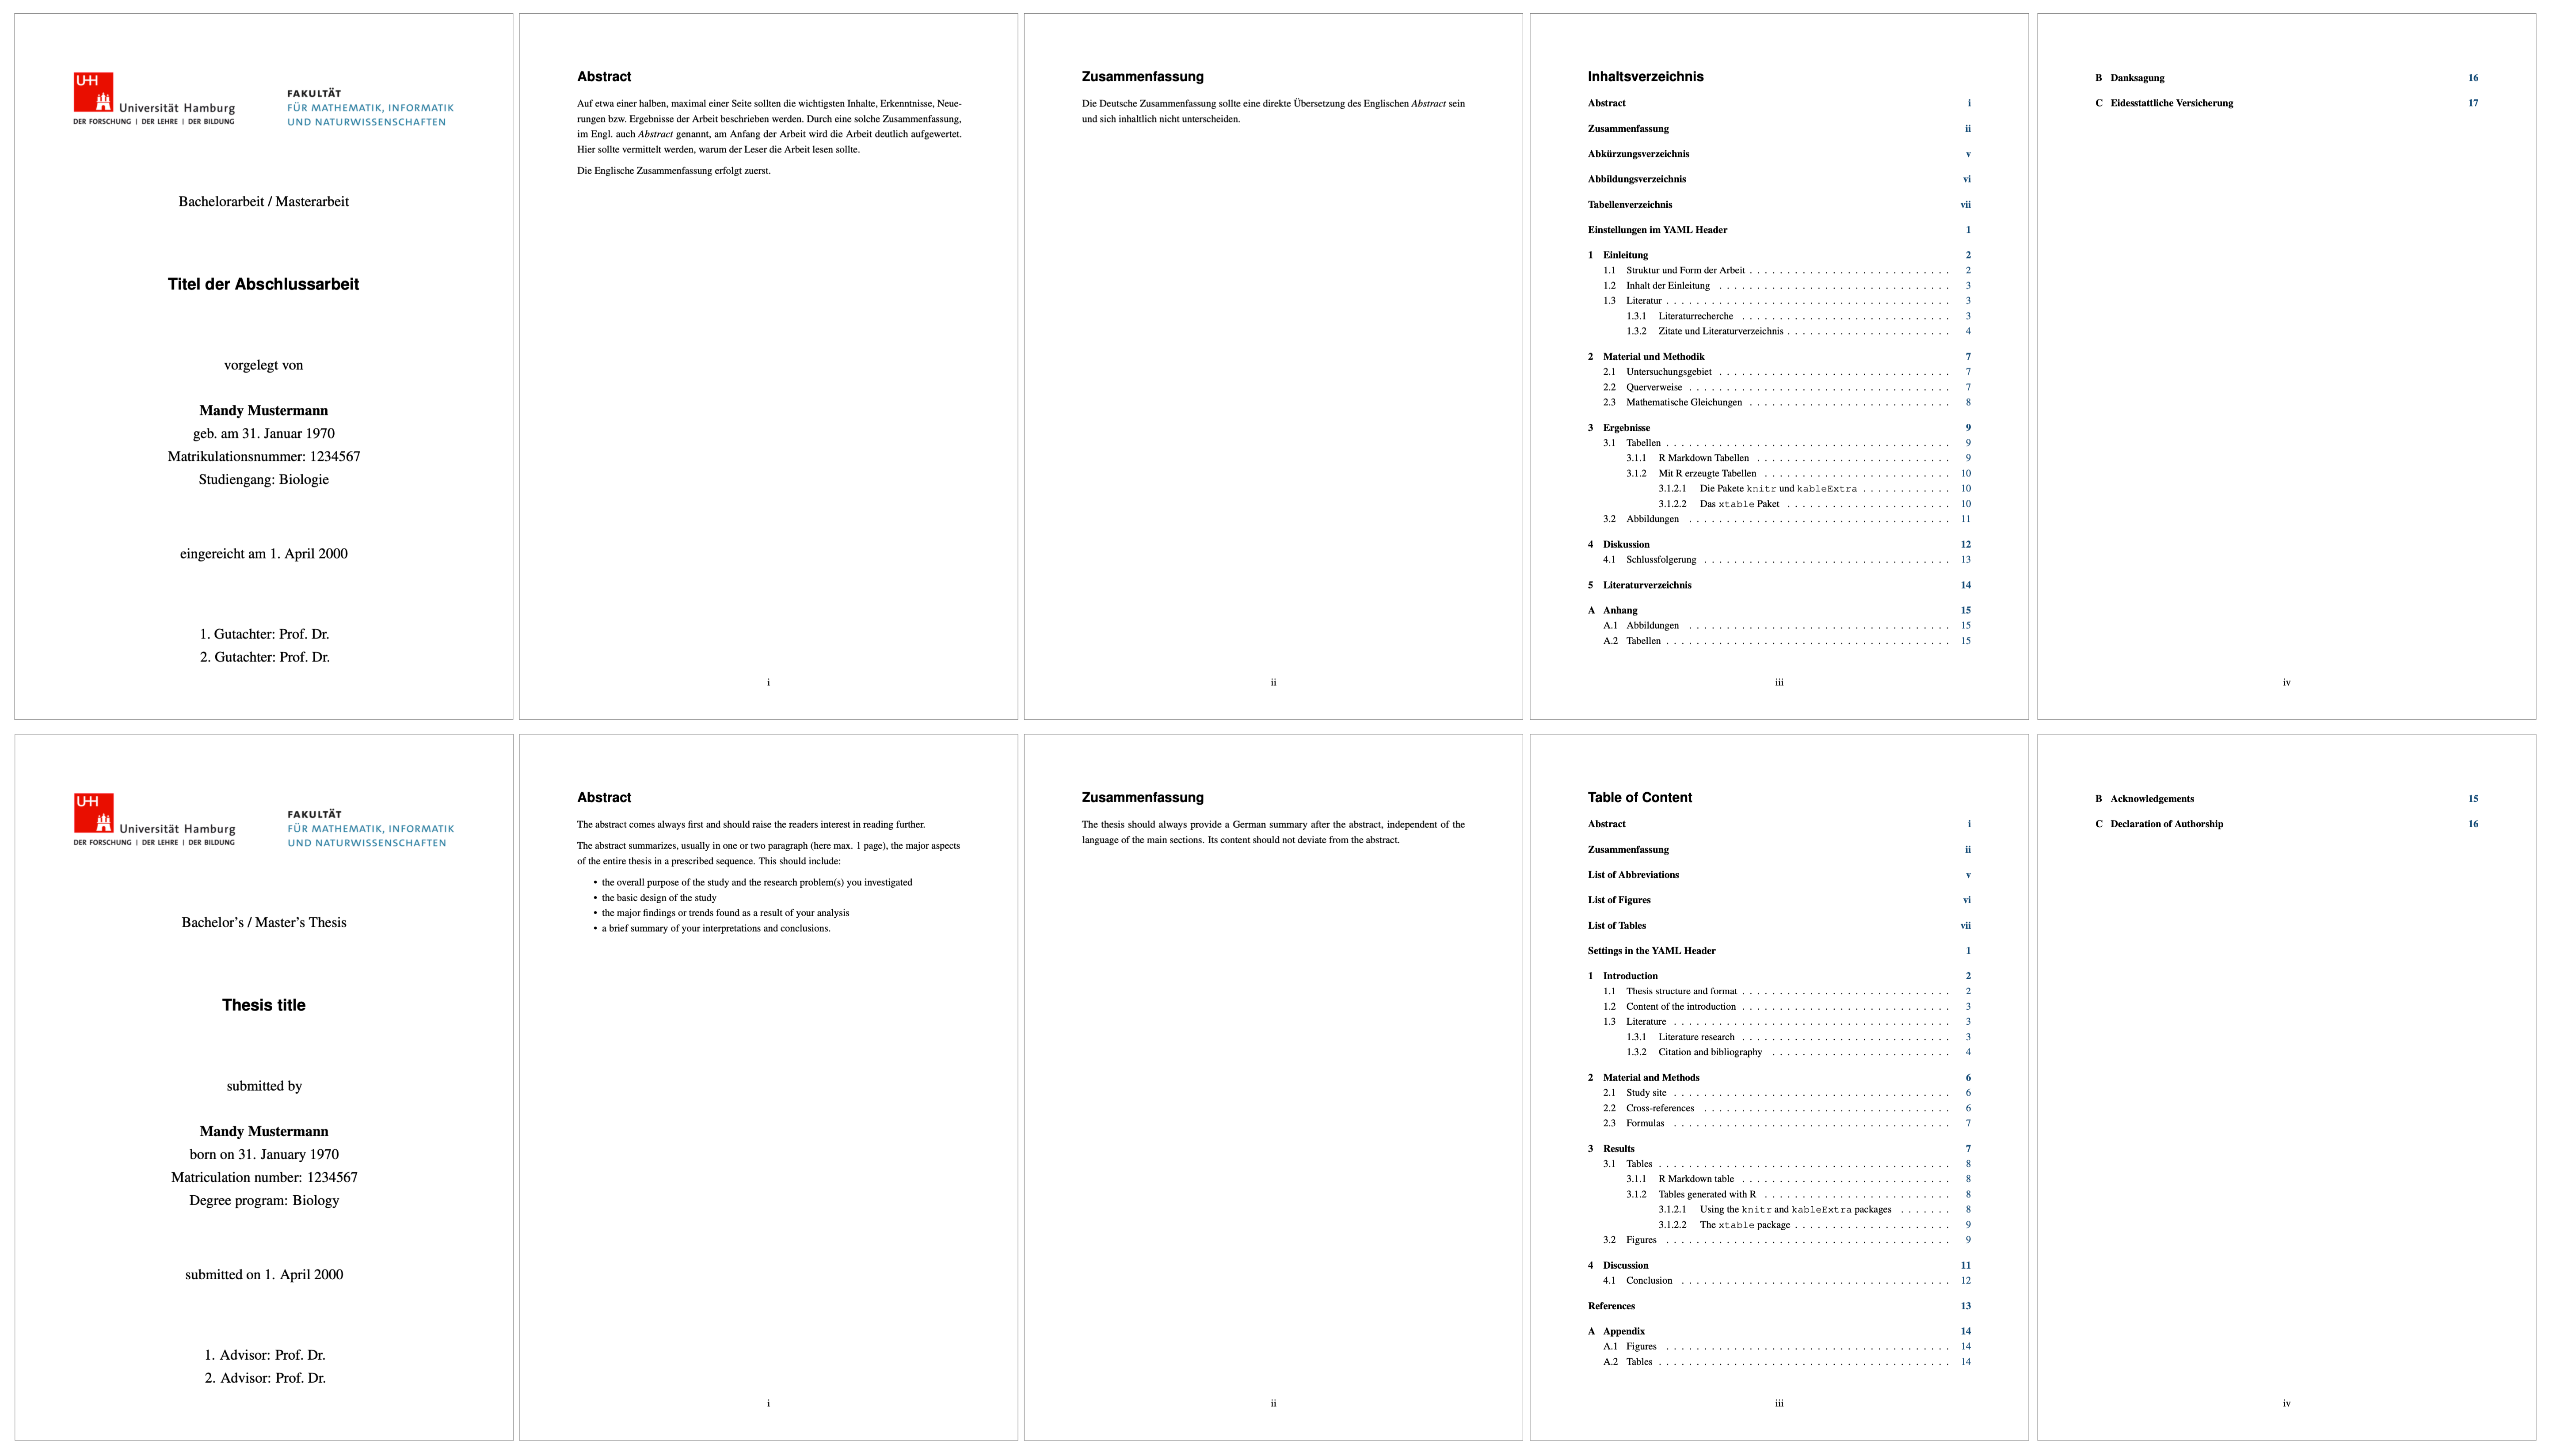 UHH
Universität Hamburg
DER FORSCHUNG | DER LEHRE | DER BILDUNG
FAKULTÄT
FÜR MATHEMATIK, INFORMATIK
UND NATURWISSENSCHAFTEN
Bachelorarbeit / Masterarbeit
Titel der Abschlussarbeit
vorgelegt von
Mandy Mustermann
geb. am 31. Januar 1970
Matrikulationsnummer: 1234567
Studiengang: Biologie
eingereicht am 1. April 2000
1. Gutachter: Prof. Dr.
2. Gutachter: Prof. Dr.
Abstract
Auf etwa einer halben, maximal einer Seite sollten die wichtigsten Inhalte, Erkenntnisse, Neue-
rungen bzw. Ergebnisse der Arbeit beschrieben werden. Durch eine solche Zusammenfassung,
im Engl. auch Abstract genannt, am Anfang der Arbeit wird die Arbeit deutlich aufgewertet.
Hier sollte vermittelt werden, warum der Leser die Arbeit lesen sollte.
Die Englische Zusammenfassung erfolgt zuerst.
i
Zusammenfassung
Die Deutsche Zusammenfassung sollte eine direkte Übersetzung des Englischen Abstract sein
und sich inhaltlich nicht unterscheiden.
ii
Inhaltsverzeichnis
Abstract i
Zusammenfassung ii
Abkürzungsverzeichnis v
Abbildungsverzeichnis vi
Tabellenverzeichnis vii
Einstellungen im YAML Header 1
1 Einleitung 2
1.1 Struktur und Form der Arbeit 2
1.2 Inhalt der Einleitung 3
1.3 Literatur 3
1.3.1 Literaturrecherche 3
1.3.2 Zitate und Literaturverzeichnis 4
2 Material und Methodik 7
2.1 Untersuchungsgebiet 7
2.2 Querverweise 7
2.3 Mathematische Gleichungen 8
3 Ergebnisse 9
3.1 Tabellen 9
3.1.1 R Markdown Tabellen 9
3.1.2 Mit R erzeugte Tabellen 10
3.1.2.1 Die Pakete knitr und kableExtra 10
3.1.2.2 Das xtable Paket 10
3.2 Abbildungen 11
4 Diskussion 12
4.1 Schlussfolgerung 13
5 Literaturverzeichnis 14
A Anhang 15
A.1 Abbildungen 15
A.2 Tabellen 15
iii
B Danksagung 16
C Eidesstattliche Versicherung 17
iv
UHH
Universität Hamburg
DER FORSCHUNG | DER LEHRE | DER BILDUNG
FAKULTÄT
FÜR MATHEMATIK, INFORMATIK
UND NATURWISSENSCHAFTEN
Bachelor's / Master's Thesis
Thesis title
submitted by
Mandy Mustermann
born on 31. January 1970
Matriculation number: 1234567
Degree program: Biology
submitted on 1. April 2000
1. Advisor: Prof. Dr.
2. Advisor: Prof. Dr.
Abstract
The abstract comes always first and should raise the readers interest in reading further.
The abstract summarizes, usually in one or two paragraph (here max. 1 page), the major aspects
of the entire thesis in a prescribed sequence. This should include:
• the overall purpose of the study and the research problem(s) you investigated
• the basic design of the study
• the major findings or trends found as a result of your analysis
• a brief summary of your interpretations and conclusions.
i
Zusammenfassung
The thesis should always provide a German summary after the abstract, independent of the
language of the main sections. Its content should not deviate from the abstract.
ii
Table of Content
Abstract i
Zusammenfassung ii
List of Abbreviations v
List of Figures vi
List of Tables vii
Settings in the YAML Header 1
1 Introduction 2
1.1 Thesis structure and format 2
1.2 Content of the introduction 3
1.3 Literature 3
1.3.1 Literature research 3
1.3.2 Citation and bibliography 4
2 Material and Methods 6
2.1 Study site 6
2.2 Cross-references 6
2.3 Formulas 7
3 Results 7
3.1 Tables 8
3.1.1 R Markdown table 8
3.1.2 Tables generated with R 8
3.1.2.1 Using the knitr and kableExtra packages 8
3.1.2.2 The xtable package 9
3.2 Figures 9
4 Discussion 11
4.1 Conclusion 12
References 13
A Appendix 14
A.1 Figures 14
A.2 Tables 14
iii
B Acknowledgements 15
C Declaration of Authorship 16
iv